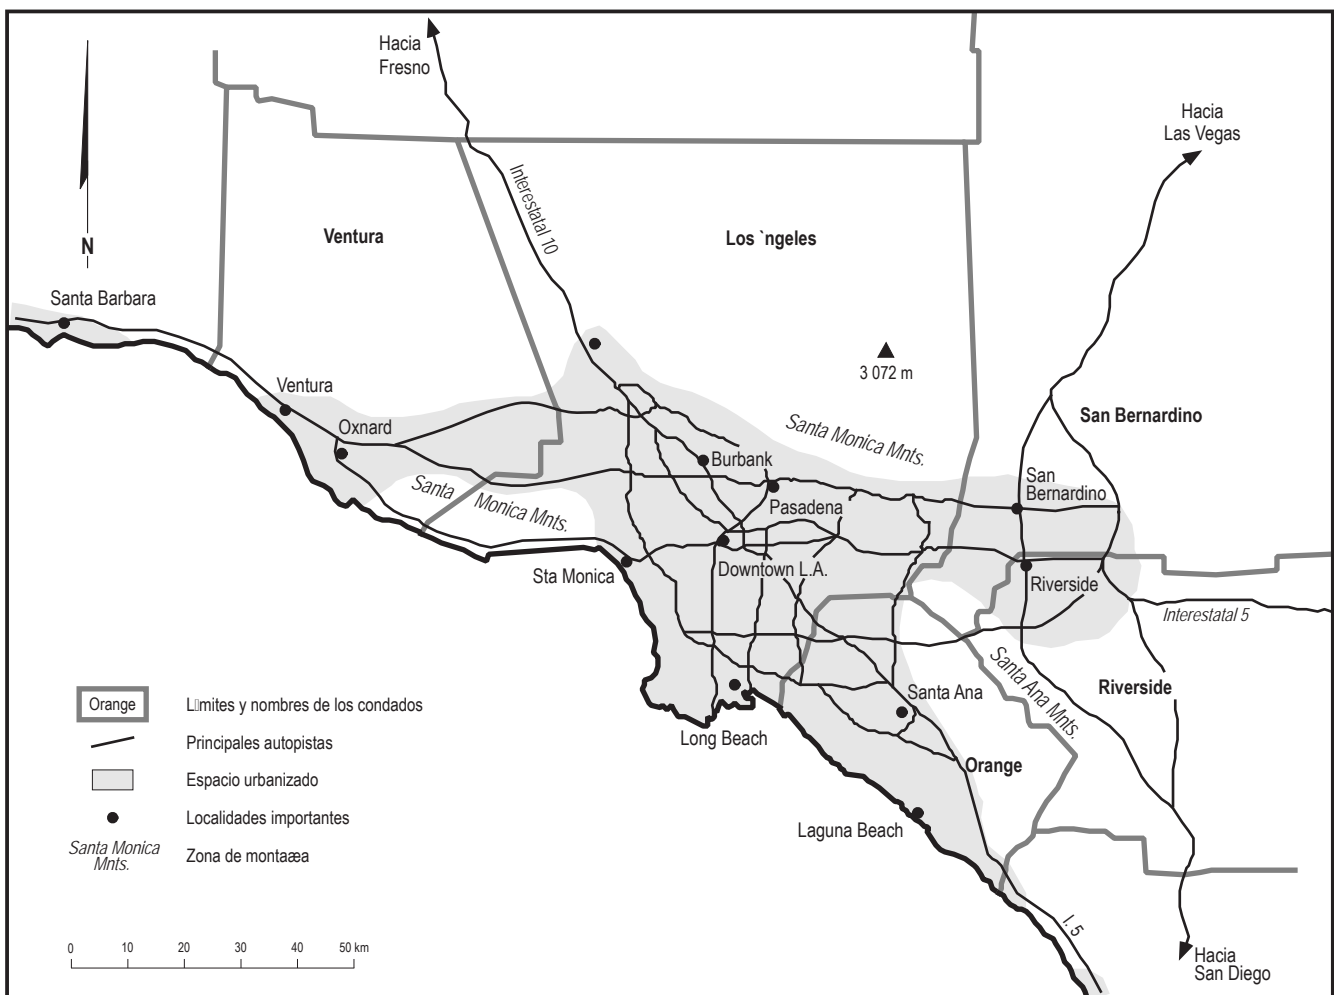 Hacia
Fresno
Hacia
Las Vegas
Interestatal 10
Ventura
Los `ngeles
N
Santa Barbara
3 072 m
Ventura
San Bernardino
Oxnard
Santa Monica Mnts.
Burbank
San
Bernardino
Santa Monica Mnts.
Pasadena
Downtown L.A.
Sta Monica
Riverside
Interestatal 5
Santa Ana Mnts.
Riverside
Santa Ana
Orange
Límites y nombres de los condados
Long Beach
Principales autopistas
Orange
Espacio urbanizado
Localidades importantes
Laguna Beach
Santa Monica
Mnts.
Zona de montaæa
I. 5
0 10 20 30 40 50 km
Hacia
San Diego